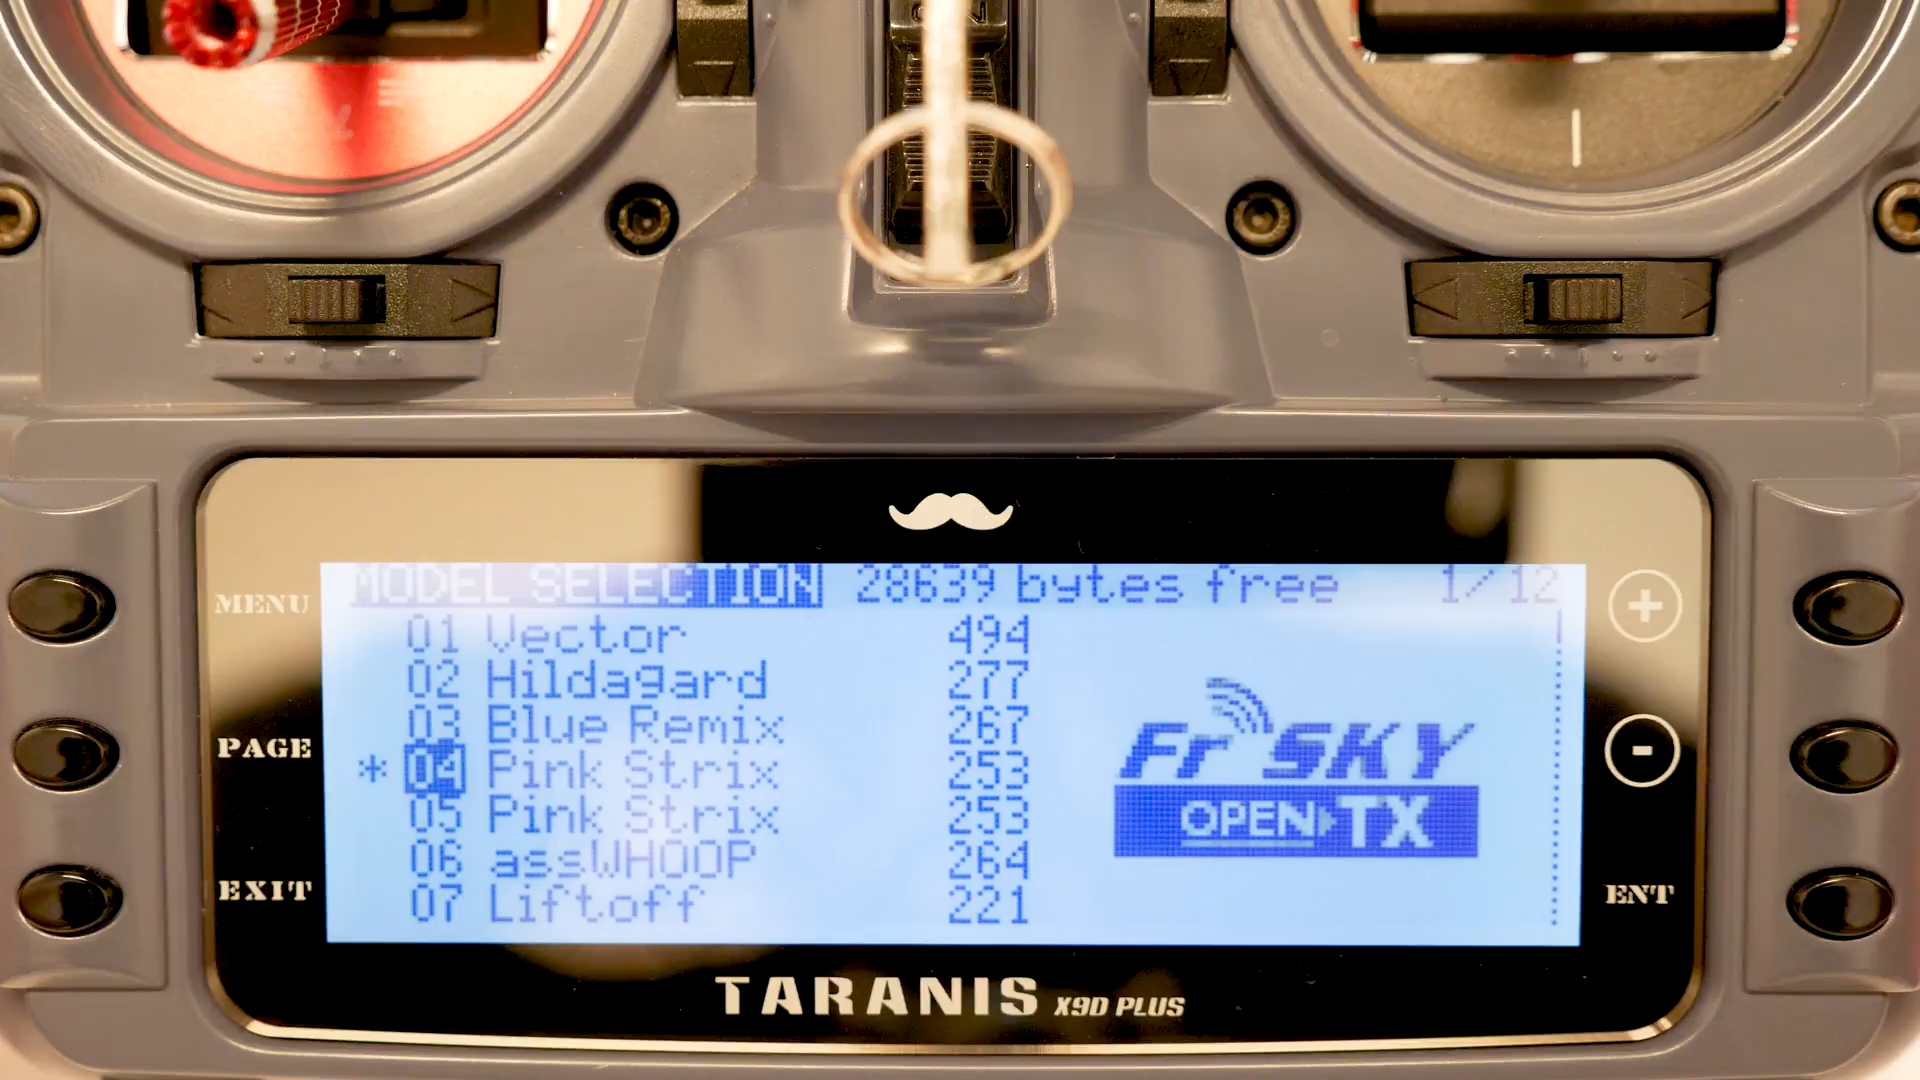 MODEL SELECTION 28639 bytes free 1/12
01 Vector 494
02 Hildagard 277
03 Blue Remix 267
* 04 Pink Strix 253
05 Pink Strix 253
06 assWHOOP 264
07 Liftoff 221
FrSKY
OPEN TX
MENU
PAGE
EXIT
+
-
ENT
TARANIS X9D PLUS